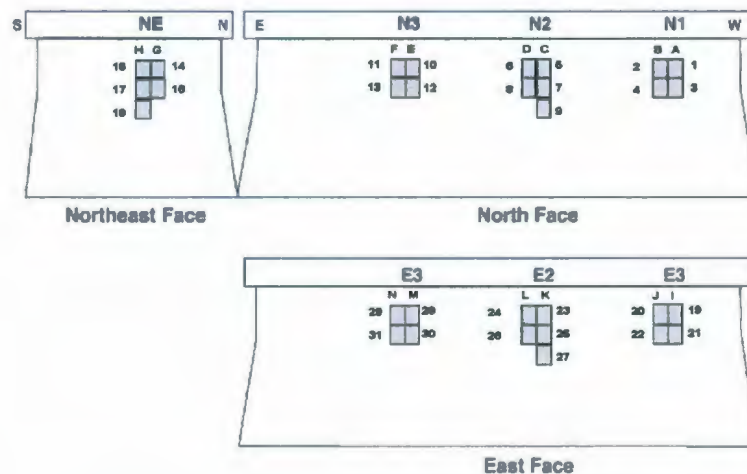 S NE N E N3 N2 N1 W
H G F E D C B A
15 14 11 10 6 5 2 1
17 16 13 12 8 7 4 3
18 9
Northeast Face North Face
E3 E2 E3
N M L K J I
29 28 24 23 20 19
31 30 26 25 22 21
27
East Face